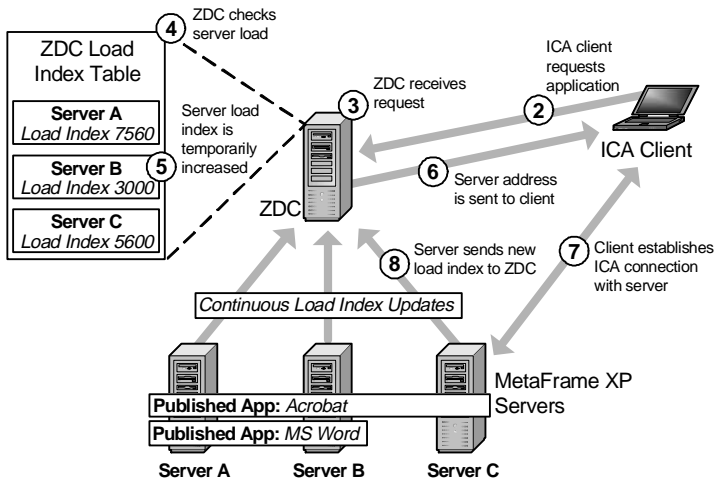 ZDC Load
Index Table
Server A
Load Index 7560
Server B
Load Index 3000
Server C
Load Index 5600
4
ZDC checks
server load
5
Server load
index is
temporarily
increased
3
ZDC receives
request
ZDC
ICA client
requests
application
2
ICA Client
6
Server address
is sent to client
8
Server sends new
load index to ZDC
7
Client establishes
ICA connection
with server
Continuous Load Index Updates
MetaFrame XP
Servers
Published App: Acrobat
Published App: MS Word
Server A
Server B
Server C